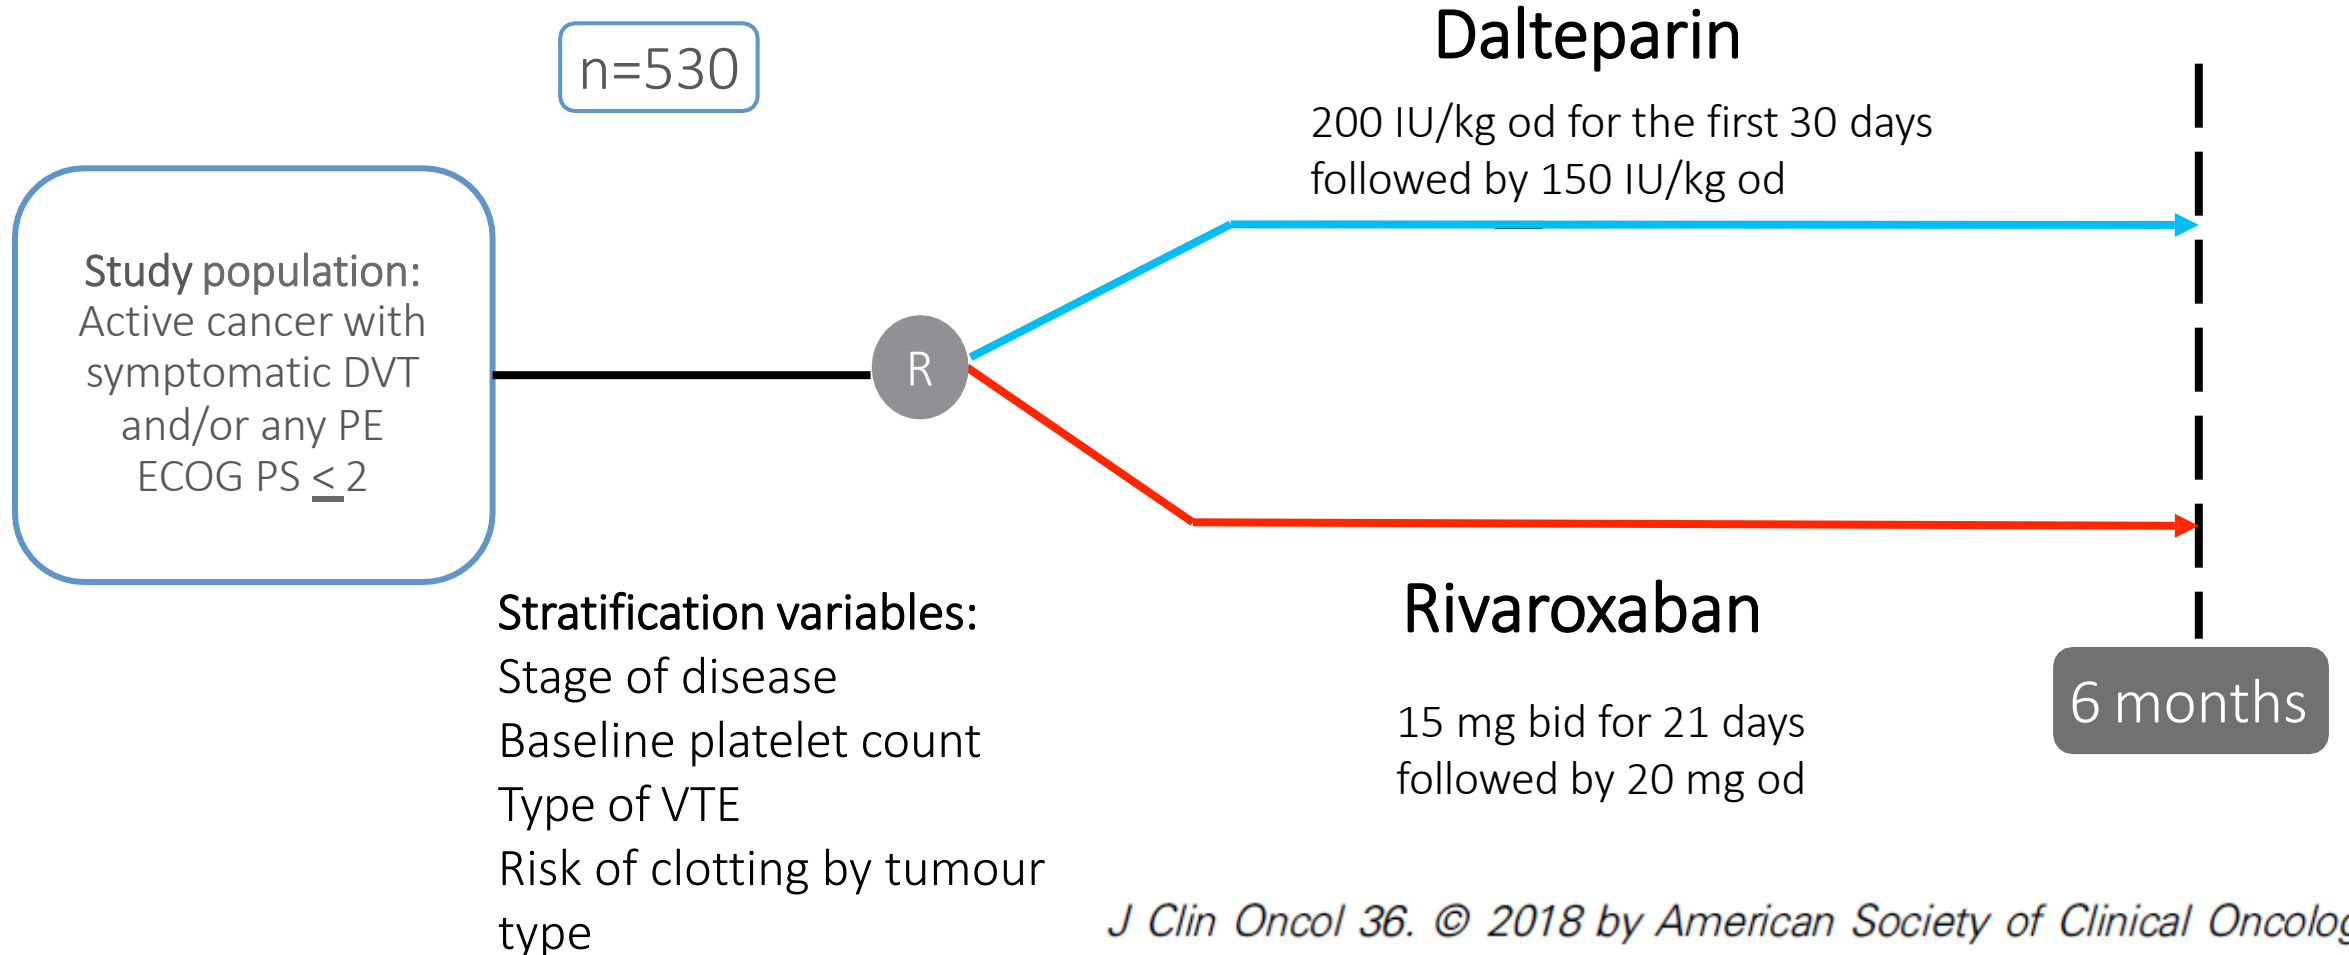 n=530
Study population:
Active cancer with
symptomatic DVT
and/or any PE
ECOG PS < 2
R
Dalteparin
200 IU/kg od for the first 30 days
followed by 150 IU/kg od
Rivaroxaban
15 mg bid for 21 days
followed by 20 mg od
6 months
Stratification variables:
Stage of disease
Baseline platelet count
Type of VTE
Risk of clotting by tumour
type
J Clin Oncol 36. © 2018 by American Society of Clinical Oncolog